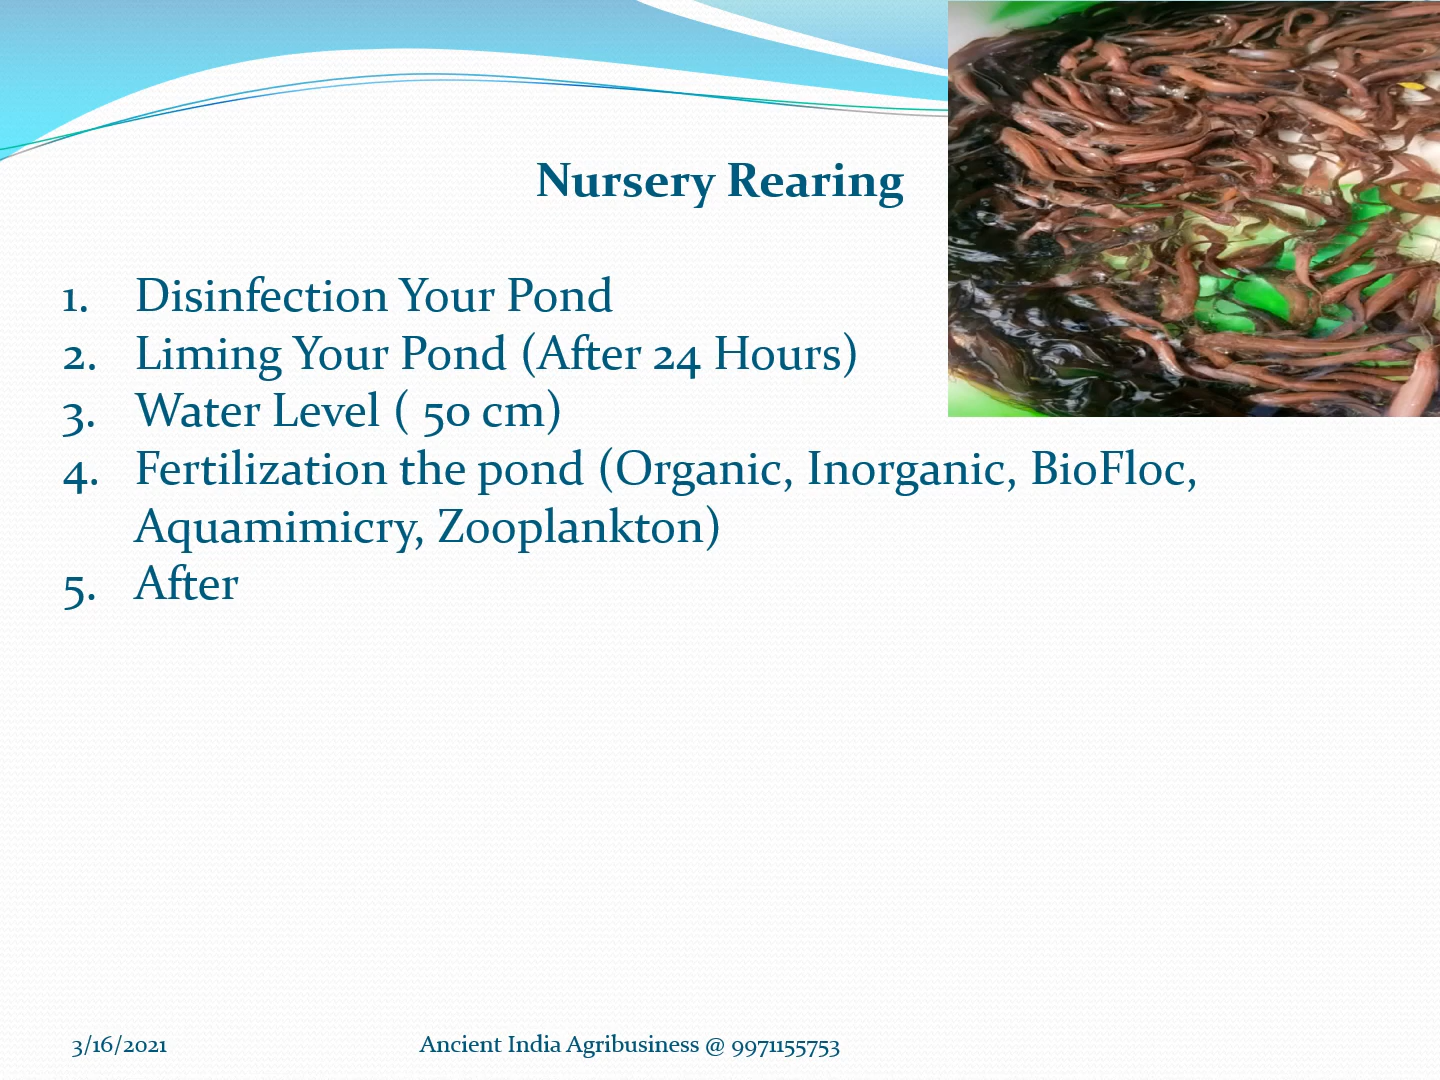 Nursery Rearing
1. Disinfection Your Pond
2. Liming Your Pond (After 24 Hours)
3. Water Level ( 50 cm)
4. Fertilization the pond (Organic, Inorganic, BioFloc,
Aquamimicry, Zooplankton)
5. After
3/16/2021 Ancient India Agribusiness @ 9971155753